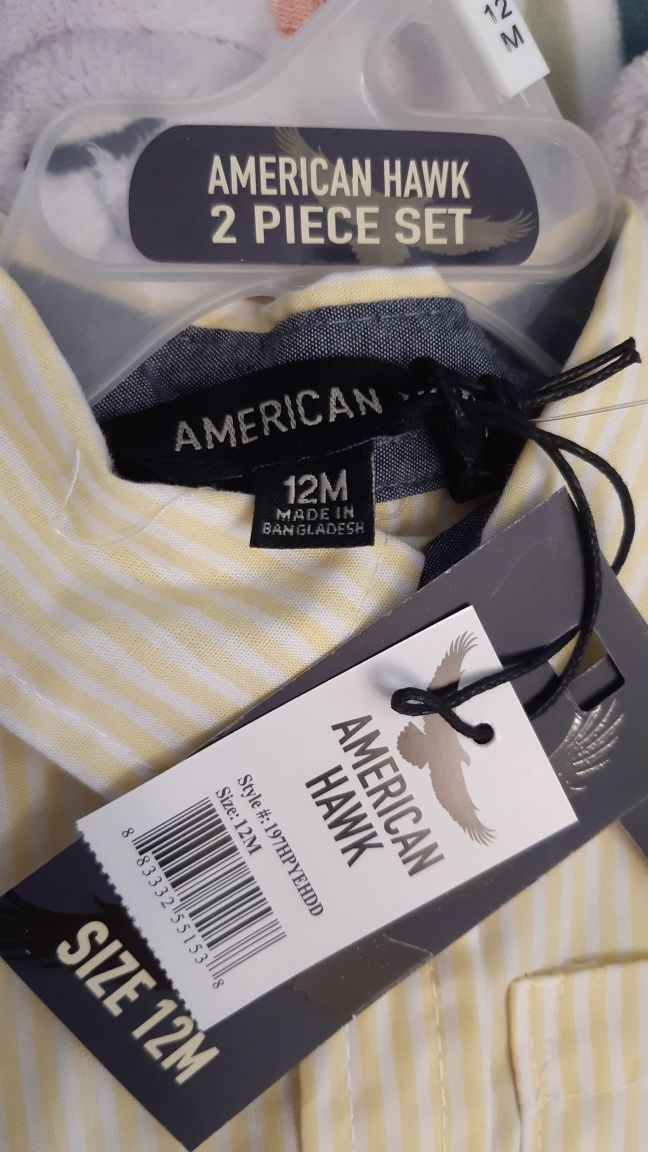 12
M
AMERICAN HAWK
2 PIECE SET
AMERICAN
12M
MADE IN
BANGLADESH
AMERICAN
HAWK
Style #:197HPYEHDD
Size: 12M
8 83332 55153 8
SIZE 12M